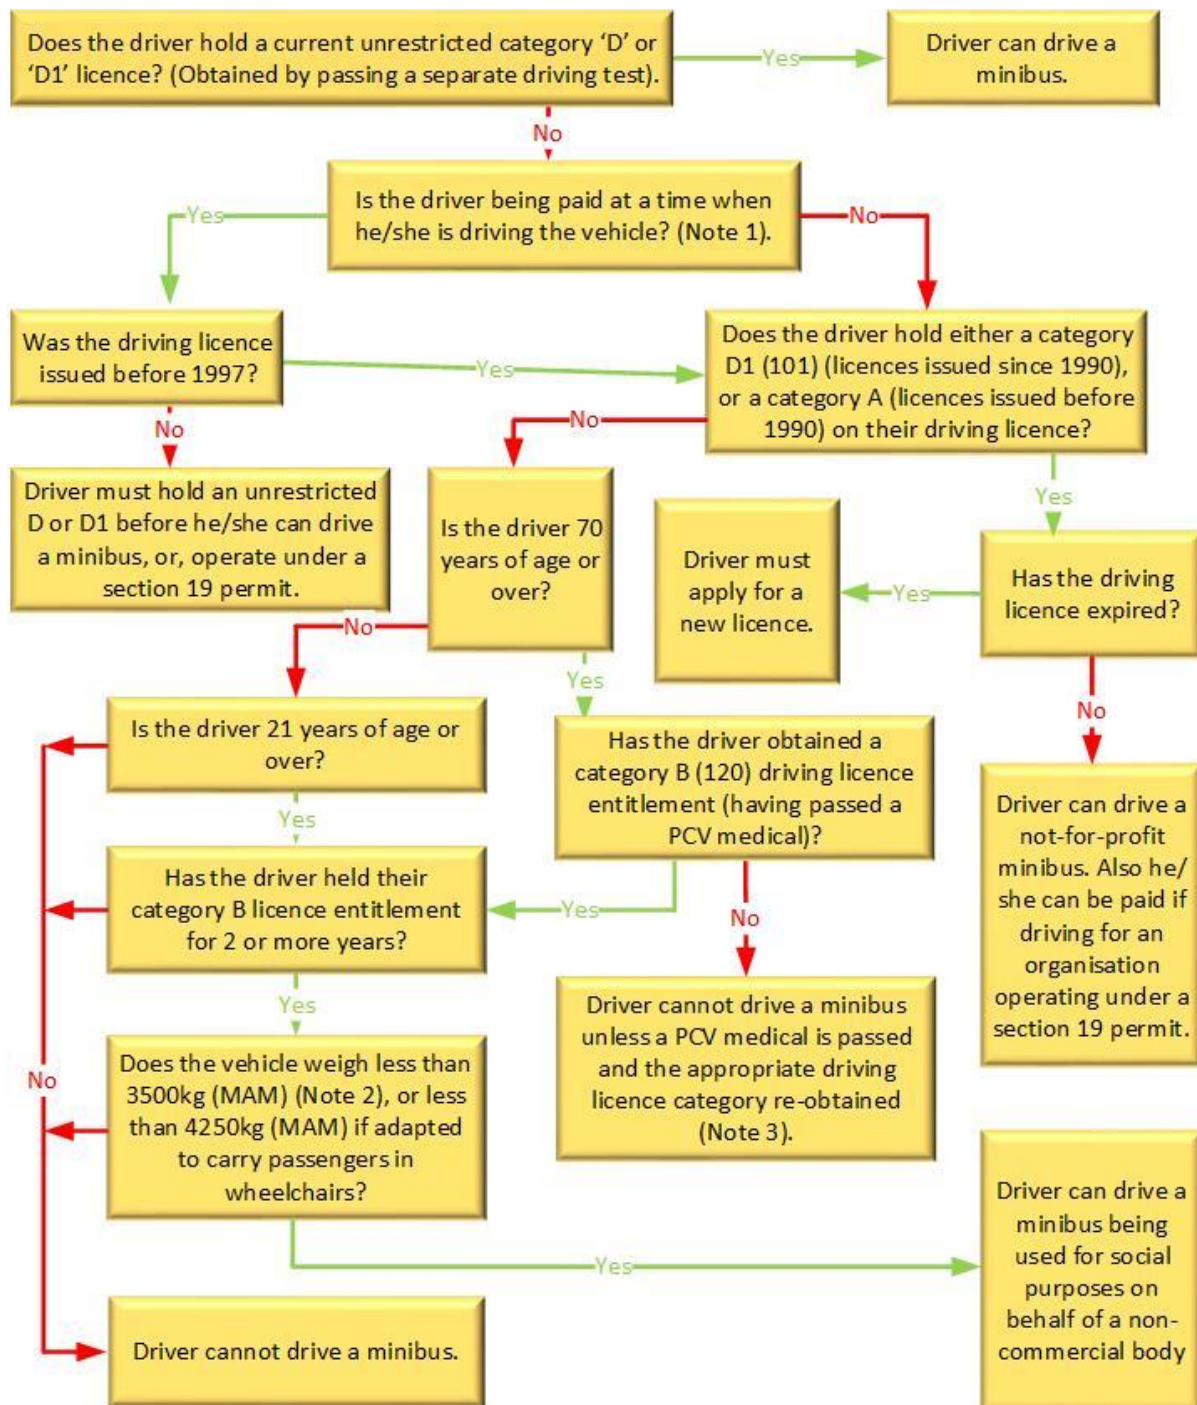 Does the driver hold a current unrestricted category ‘D’ or
‘D1’ licence? (Obtained by passing a separate driving test).
Yes
Driver can drive a
minibus.
No
Is the driver being paid at a time when
he/she is driving the vehicle? (Note 1).
Yes
No
Was the driving licence
issued before 1997?
Yes
Does the driver hold either a category
D1 (101) (licences issued since 1990),
or a category A (licences issued before
1990) on their driving licence?
No
No
Yes
Driver must hold an unrestricted
D or D1 before he/she can drive
a minibus, or, operate under a
section 19 permit.
Is the driver 70
years of age or
over?
Driver must
apply for a
new licence.
Yes
Has the driving
licence expired?
No
Yes
No
Is the driver 21 years of age or
over?
Yes
Has the driver obtained a
category B (120) driving licence
entitlement (having passed a
PCV medical)?
Driver can drive a
not-for-profit
minibus. Also he/
she can be paid if
driving for an
organisation
operating under a
section 19 permit.
Has the driver held their
category B licence entitlement
for 2 or more years?
Yes
No
Yes
Driver cannot drive a minibus
unless a PCV medical is passed
and the appropriate driving
licence category re-obtained
(Note 3).
No
Does the vehicle weigh less than
3500kg (MAM) (Note 2), or less
than 4250kg (MAM) if adapted
to carry passengers in
wheelchairs?
Yes
Driver can drive a
minibus being
used for social
purposes on
behalf of a non-
commercial body
Driver cannot drive a minibus.